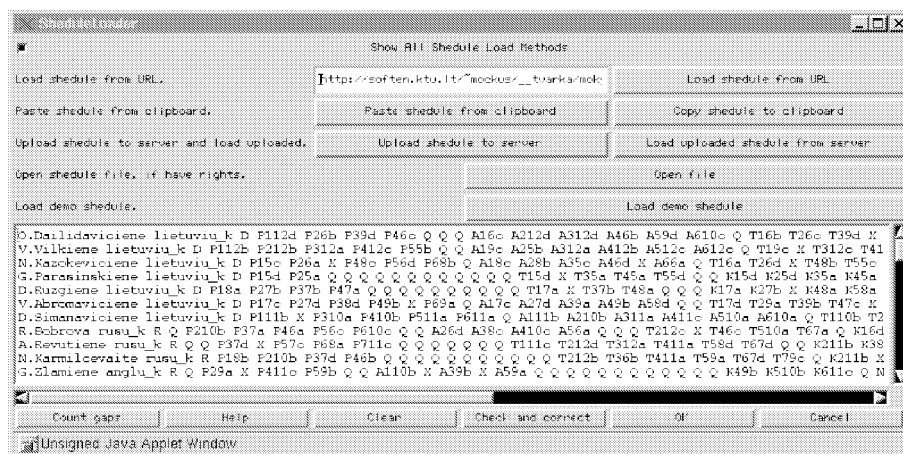 SheduleLoader
Show All Shedule Load Methods
Load shedule from URL. http://soften.ktu.lt/~mockus/__tvarka/mok Load shedule from URL
Paste shedule from clipboard. Paste shedule from clipboard Copy shedule to clipboard
Upload shedule to server and load uploaded. Upload shedule to server Load uploaded shedule from server
Open shedule file, if have rights. Open file
Load demo shedule. Load demo shedule
D.Dailidaviciene lietuviu_k D P112d P26b P39d P46c Q Q Q A16c A212d A312d A46b A59d A610c Q T16b T26c T39d X
V.Vilkiene lietuviu_k D P112b P212b P312a P412c P55b Q Q A19c A25b A312a A412b A512c A612c Q T19c X T312c T41
N.Kazokeviciene lietuviu_k D P15c P26a X P48c P56d P68b Q A18c A28b A35c A46d X A66a Q T16a T26d X T48b T55c
G.Parasinskiene lietuviu_k D P15d P25a Q Q Q Q Q Q Q Q Q Q Q Q T15d X T35a T45a T55d Q Q K15d K25d K35a K45a
D.Ruzgiene lietuviu_k D P18a P27b P37b P47a Q Q Q Q Q Q Q Q Q Q T17a X T37b T48a Q Q Q K17a K27b X K48a K58a
V.Abromaviciene lietuviu_k D P17c P27d P38d P49b X P69a Q A17c A27d A39a A49b A58d Q Q T17d T29a T39b T47c X
D.Simanaviciene lietuviu_k D P111b X P310a P410b P511a P611a Q A111b A210b A311a A411c A510a A610a Q T110b T2
R.Bobrova rusu_k R Q P210b P37a P46a P56c P610c Q Q A26d A38c A410c A56a Q Q Q T212c X T46c T510a T67a Q K16d
A.Revutiene rusu_k R Q Q P37d X P57c P68a P711c Q Q Q Q Q Q Q T111c T212d T312a T411a T58d T67d Q Q K211b K38
N.Karmilcevaite rusu_k R P18b P210b P37d P46b Q Q Q Q Q Q Q Q Q Q Q T212b T36b T411a T59a T67d T79c Q K211b X
G.Zlamiene anglu_k R Q P29a X P411c P59b Q Q A110b X A39b X A59a Q Q Q Q Q Q Q Q Q Q K49b K510b K611c Q N
Count gaps Help Clear Check and correct OK Cancel
Unsigned Java Applet Window